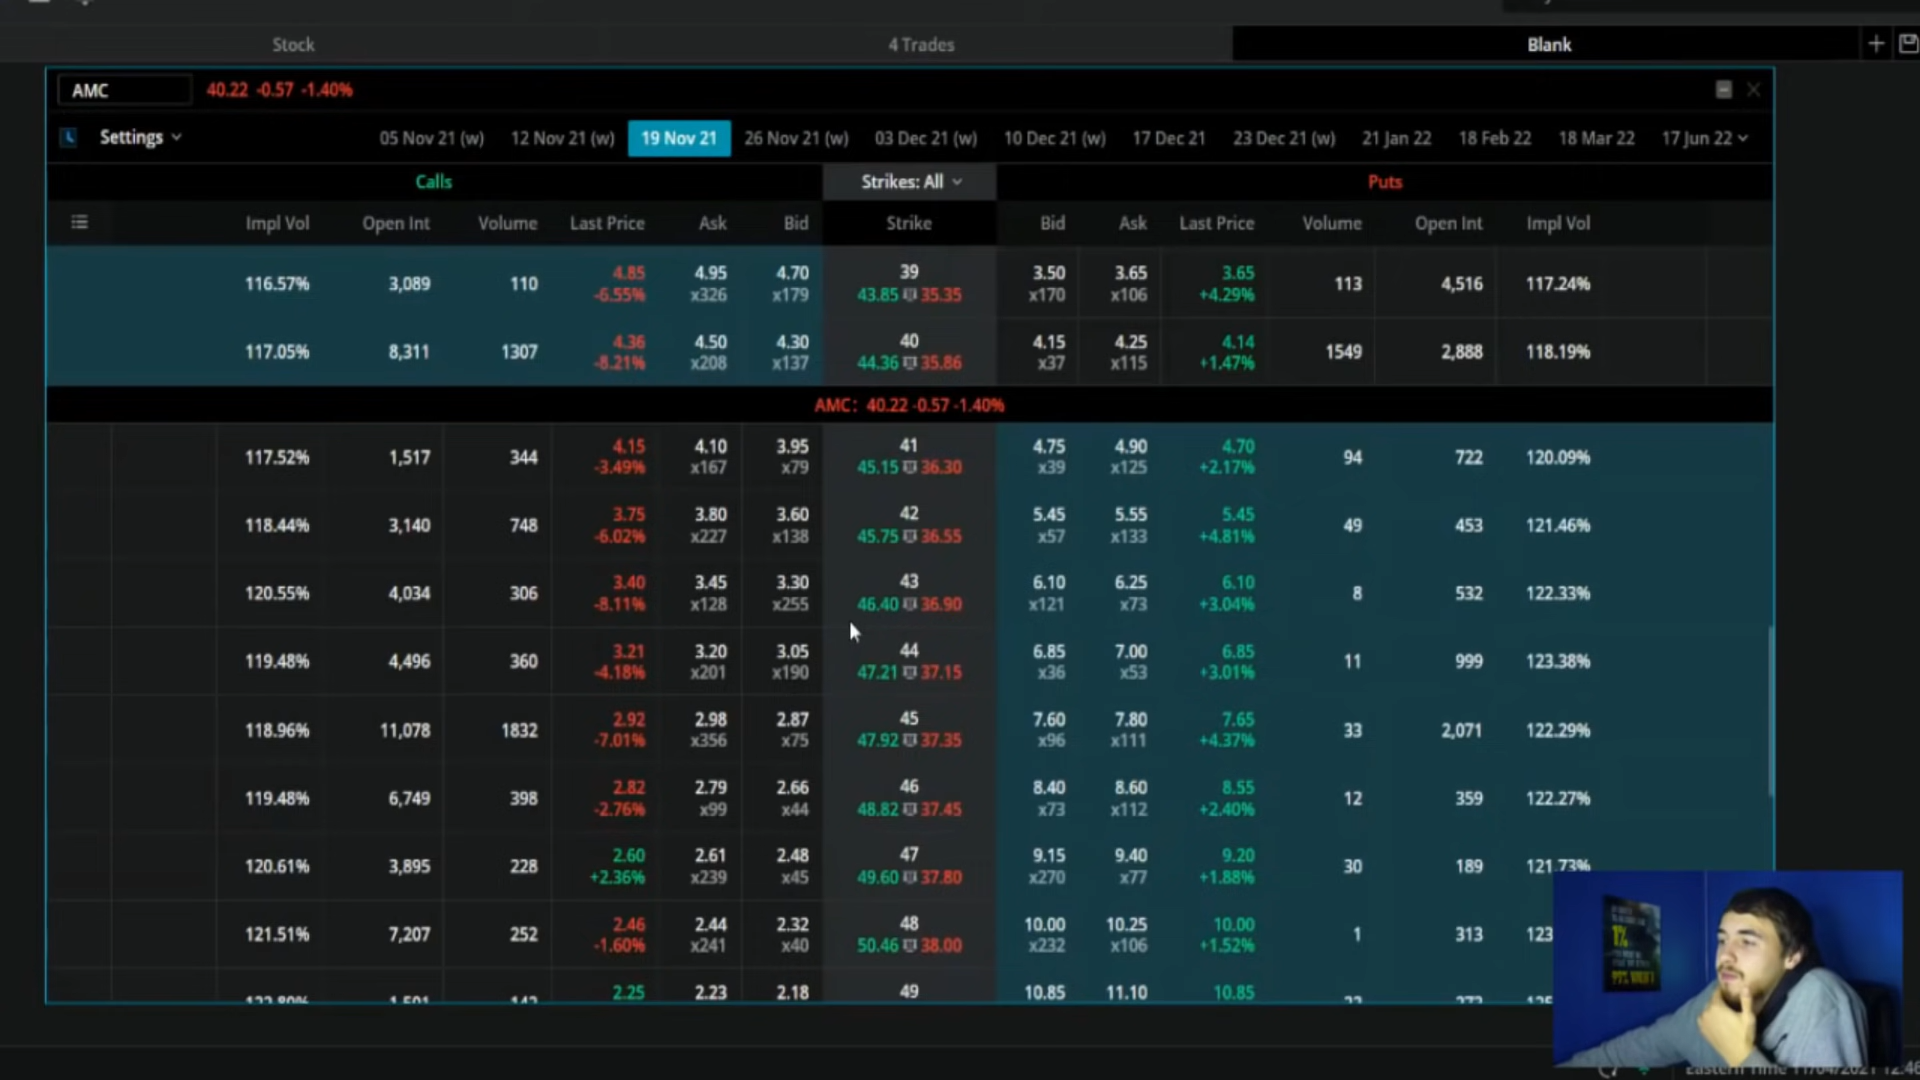 Stock 4 Trades Blank
AMC 40.22 -0.57 -1.40%
Settings 05 Nov 21 (w) 12 Nov 21 (w) 19 Nov 21 26 Nov 21 (w) 03 Dec 21 (w) 10 Dec 21 (w) 17 Dec 21 23 Dec 21 (w) 21 Jan 22 18 Feb 22 18 Mar 22 17 Jun 22
Calls Strikes: All Puts
Impl Vol Open Int Volume Last Price Ask Bid Strike Bid Ask Last Price Volume Open Int Impl Vol
4.85 4.95 4.70 39 3.50 3.65 3.65
116.57% 3,089 110 113 4,516 117.24%
-6.55% x326 x179 43.85 35.35 x170 x106 +4.29%
4.36 4.50 4.30 40 4.15 4.25 4.14
117.05% 8,311 1307 1549 2,888 118.19%
-8.21% x208 x137 44.36 35.86 x37 x115 +1.47%
AMC: 40.22 -0.57 -1.40%
4.15 4.10 3.95 41 4.75 4.90 4.70
117.52% 1,517 344 94 722 120.09%
-3.49% x167 x79 45.15 36.30 x39 x125 +2.17%
3.75 3.80 3.60 42 5.45 5.55 5.45
118.44% 3,140 748 49 453 121.46%
-6.02% x227 x138 45.75 36.55 x57 x133 +4.81%
3.40 3.45 3.30 43 6.10 6.25 6.10
120.55% 4,034 306 8 532 122.33%
-8.11% x128 x255 46.40 36.90 x121 x73 +3.04%
3.21 3.20 3.05 44 6.85 7.00 6.85
119.48% 4,496 360 11 999 123.38%
-4.18% x201 x190 47.21 37.15 x36 x53 +3.01%
2.92 2.98 2.87 45 7.60 7.80 7.65
118.96% 11,078 1832 33 2,071 122.29%
-7.01% x356 x75 47.92 37.35 x96 x111 +4.37%
2.82 2.79 2.66 46 8.40 8.60 8.55
119.48% 6,749 398 12 359 122.27%
-2.76% x99 x44 48.82 37.45 x73 x112 +2.40%
2.60 2.61 2.48 47 9.15 9.40 9.20
120.61% 3,895 228 30 189 121.73%
+2.36% x239 x45 49.60 37.80 x270 x77 +1.88%
2.46 2.44 2.32 48 10.00 10.25 10.00
121.51% 7,207 252 1 313 123
-1.60% x241 x40 50.46 38.00 x232 x106 +1.52%
2.25 2.23 2.18 49 10.85 11.10 10.85
1%
Eastern Time 11/04/2021